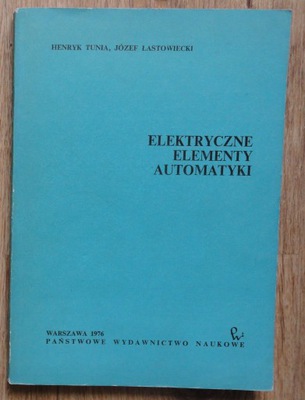 HENRYK TUNIA, JÓZEF ŁASTOWIECKI
ELEKTRYCZNE
ELEMENTY
AUTOMATYKI
WARSZAWA 1976
PAŃSTWOWE WYDAWNICTWO NAUKOWE